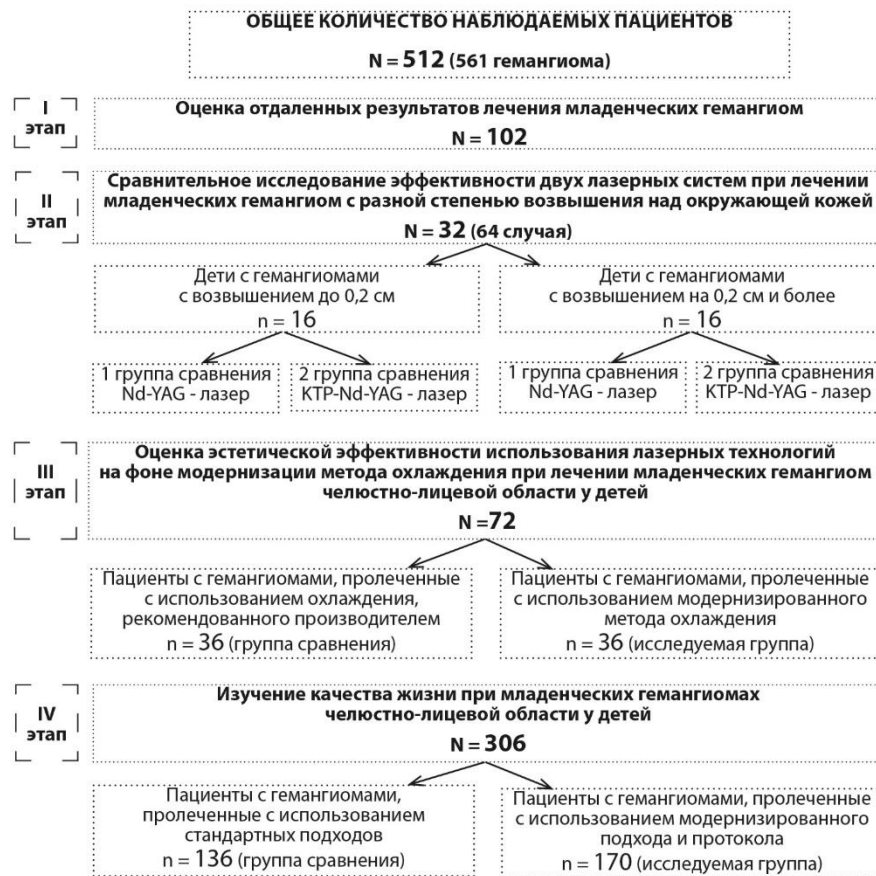 ОБЩЕЕ КОЛИЧЕСТВО НАБЛЮДАЕМЫХ ПАЦИЕНТОВ
N = 512 (561 гемангиома)
I
этап
Оценка отдаленных результатов лечения младенческих гемангиом
N = 102
II
этап
Сравнительное исследование эффективности двух лазерных систем при лечении
младенческих гемангиом с разной степенью возвышения над окружающей кожей
N = 32 (64 случая)
Дети с гемангиомами
с возвышением до 0,2 см
n = 16
Дети с гемангиомами
с возвышением на 0,2 см и более
n = 16
1 группа сравнения
Nd-YAG - лазер
2 группа сравнения
KTP-Nd-YAG - лазер
1 группа сравнения
Nd-YAG - лазер
2 группа сравнения
KTP-Nd-YAG - лазер
III
этап
Оценка эстетической эффективности использования лазерных технологий
на фоне модернизации метода охлаждения при лечении младенческих гемангиом
челюстно-лицевой области у детей
N =72
Пациенты с гемангиомами, пролеченные
с использованием охлаждения,
рекомендованного производителем
n = 36 (группа сравнения)
Пациенты с гемангиомами, пролеченные
с использованием модернизированного
метода охлаждения
n = 36 (исследуемая группа)
IV
этап
Изучение качества жизни при младенческих гемангиомах
челюстно-лицевой области у детей
N = 306
Пациенты с гемангиомами,
пролеченные с использованием
стандартных подходов
n = 136 (группа сравнения)
Пациенты с гемангиомами, пролеченные
с использованием модернизированного
подхода и протокола
n = 170 (исследуемая группа)